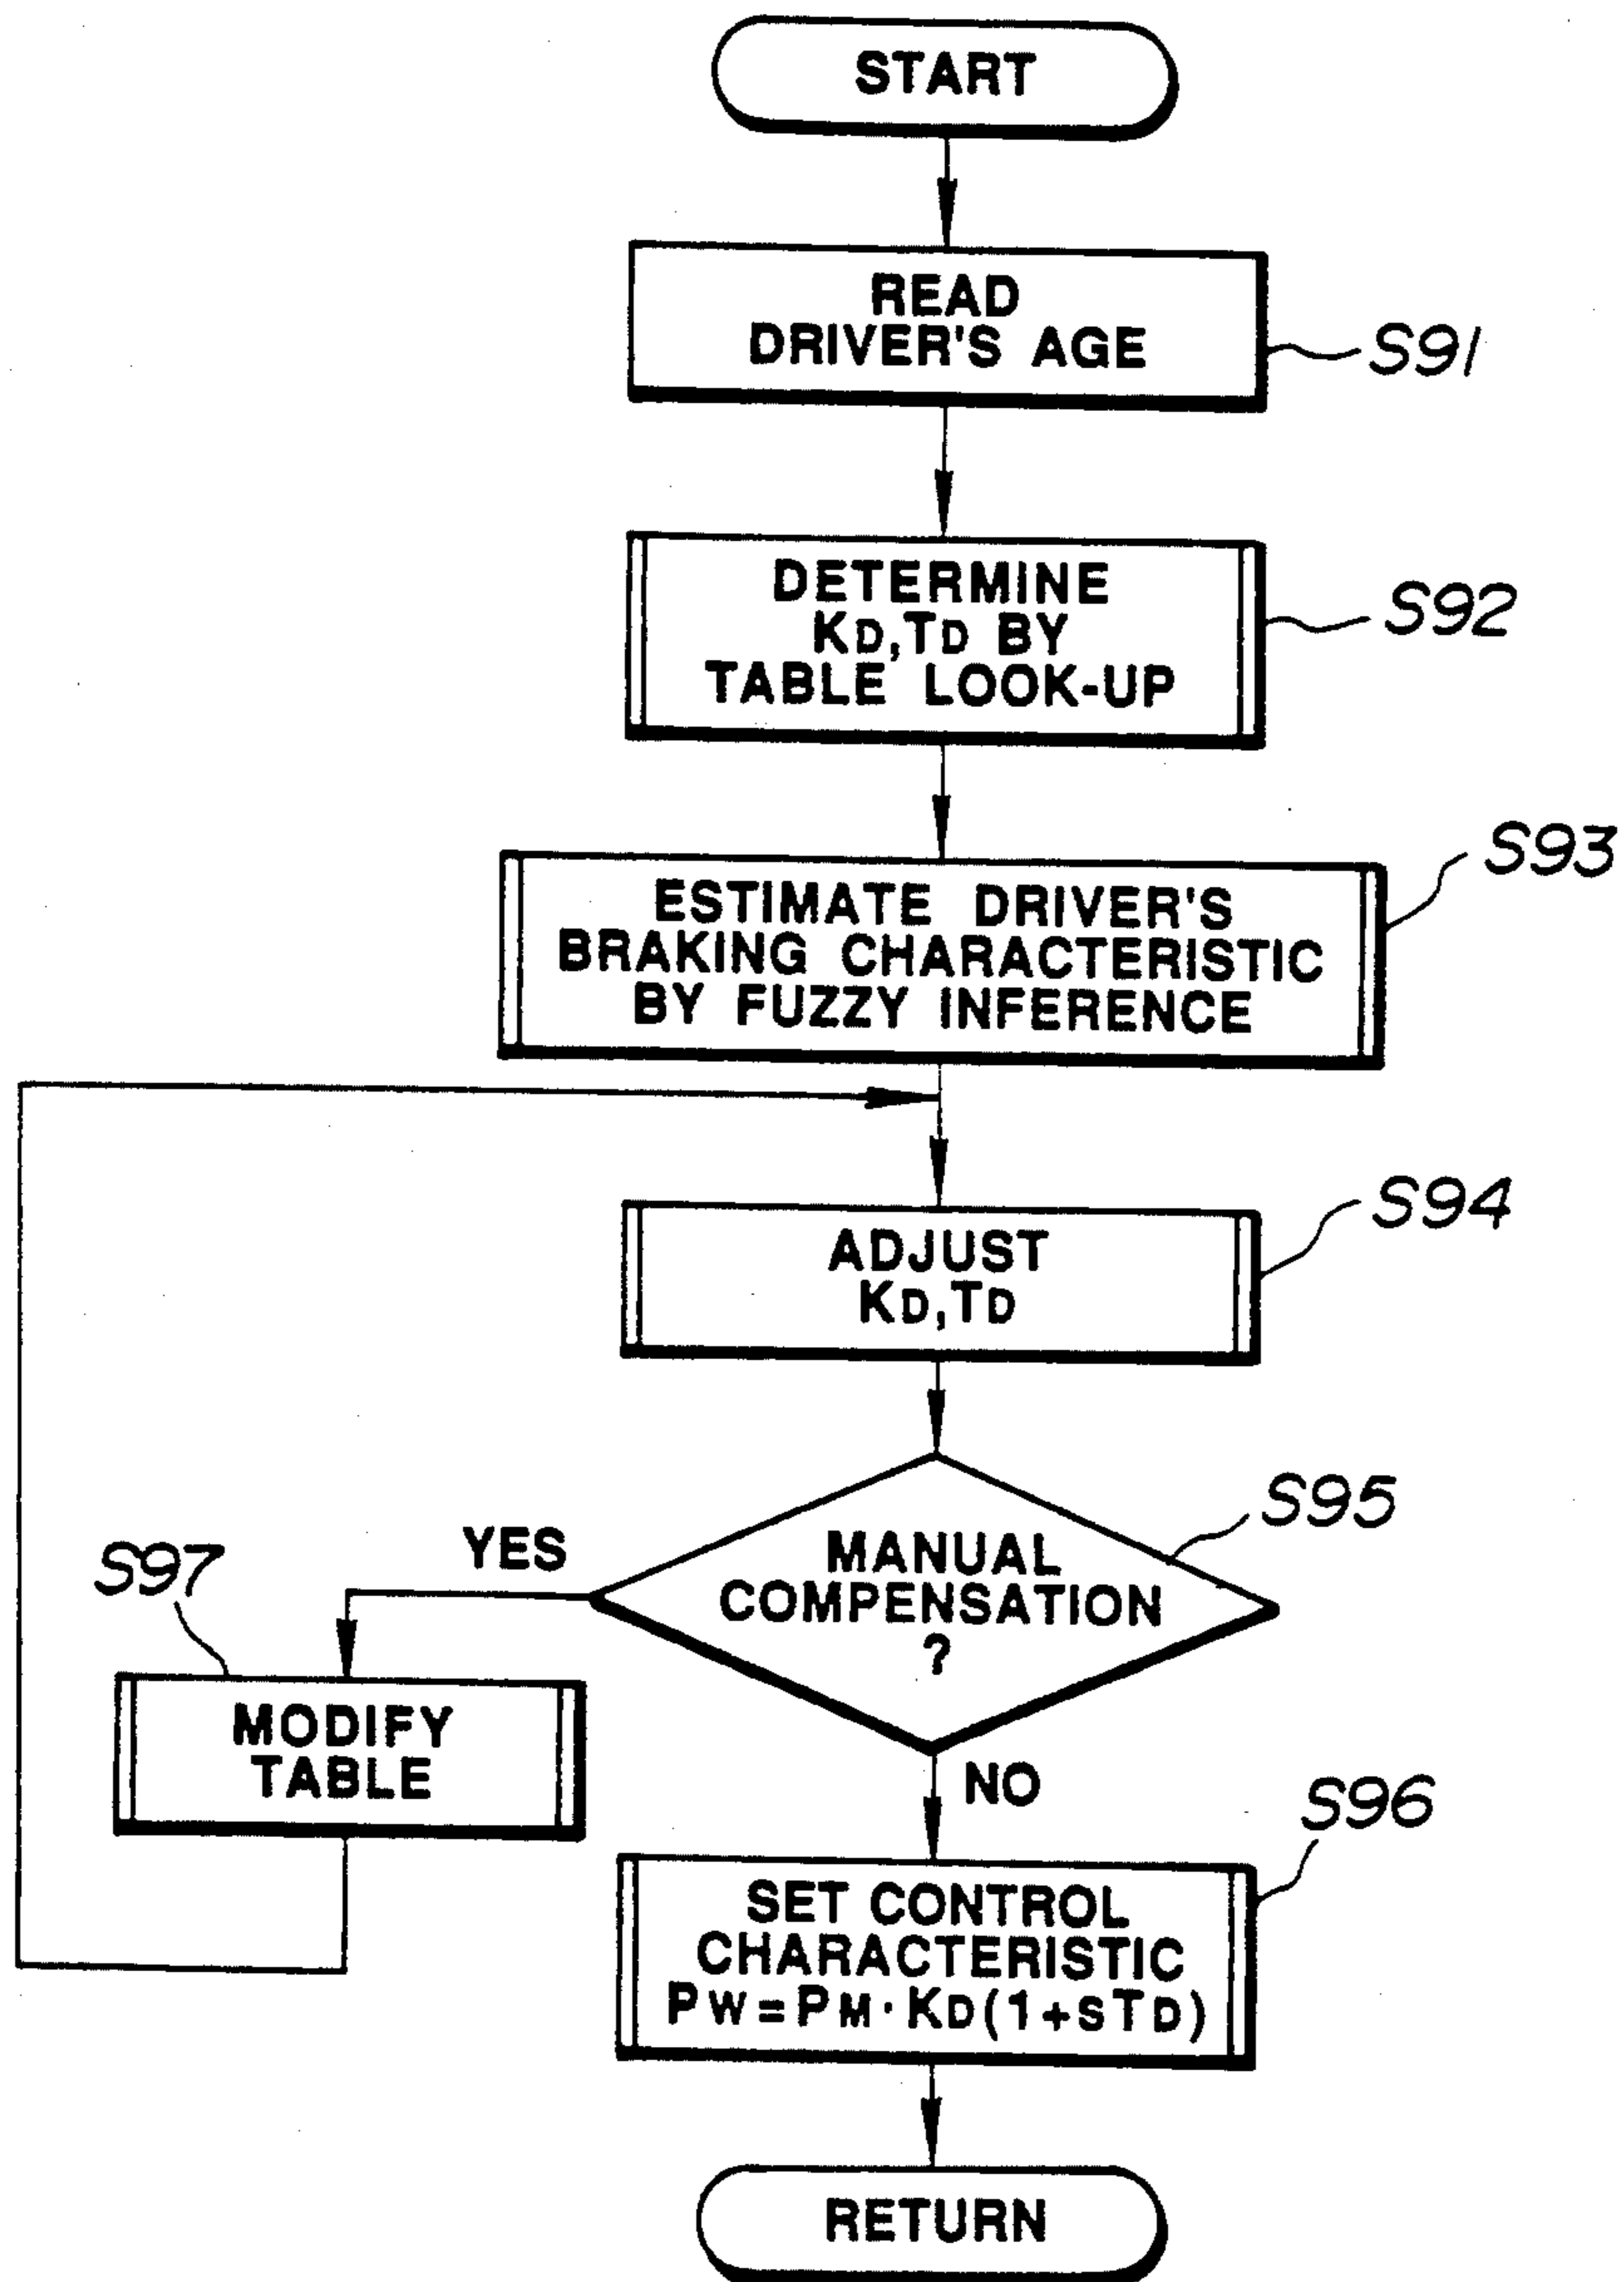 START
READ
DRIVER'S AGE
S91
DETERMINE
KD,TD BY
TABLE LOOK-UP
S92
ESTIMATE DRIVER'S
BRAKING CHARACTERISTIC
BY FUZZY INFERENCE
S93
ADJUST
KD,TD
S94
MANUAL
COMPENSATION
?
S95
YES
S97
MODIFY
TABLE
NO
SET CONTROL
CHARACTERISTIC
PW=PM·KD(1+sTD)
S96
RETURN